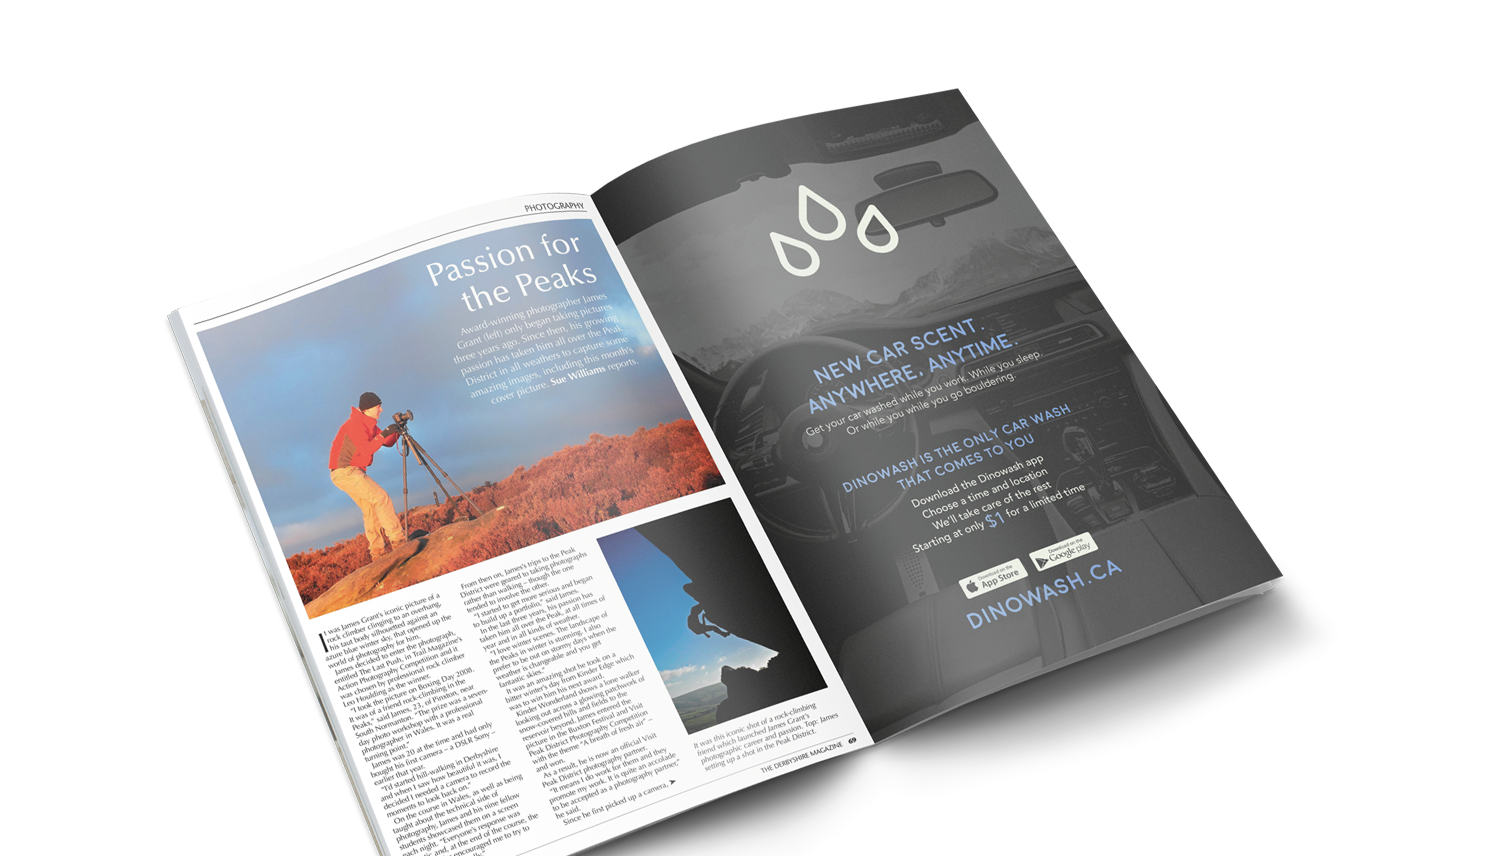 PHOTOGRAPHY
Passion for
the Peaks
Award-winning photographer James
Grant (left) only began taking pictures
three years ago. Since then, his growing
passion has taken him all over the Peak
District in all weathers to capture some
amazing images, including this month's
cover picture. Sue Williams reports.
It was James Grant's iconic picture of a
rock climber clinging to an overhang,
his taut body silhouetted against an
azure blue winter sky, that opened up the
world of photography for him.
James decided to enter the photograph,
entitled The Last Push, in Trail Magazine's
Action Photography Competition and it
was chosen by professional rock climber
Leo Houlding as the winner.
"I took the picture on Boxing Day 2008.
It was of a friend rock-climbing in the
Peaks," said James, 23, of Pinxton, near
South Normanton. "The prize was a seven-
day photo workshop with a professional
photographer in Wales. It was a real
turning point."
James was 20 at the time and had only
bought his first camera – a DSLR Sony –
earlier that year.
"I'd started hill-walking in Derbyshire
and when I saw how beautiful it was, I
decided I needed a camera to record the
moments to look back on."
On the course in Wales, as well as being
taught about the technical side of
photography, James and his nine fellow
students showcased them on a screen
each night. "Everyone's response was
and, at the end of the course, the
encouraged me to try to
From then on, James's trips to the Peak
District were geared to taking photographs
rather than walking – though the one
tended to involve the other.
"I started to get more serious and began
to build up a portfolio," said James.
In the last three years, his passion has
taken him all over the Peak, at all times of
year and in all kinds of weather.
"I love winter scenes. The landscape of
the Peaks in winter is stunning. I also
prefer to be out on stormy days when the
weather is changeable and you get
fantastic skies."
It was an amazing shot he took on a
bitter winter's day from Kinder Edge which
was to win him his next award.
Kinder Wonderland shows a lone walker
looking out across a glowing patchwork of
snow-covered hills and fields to the
reservoir beyond. James entered the
picture in the Buxton Festival and Visit
Peak District Photography Competition
with the theme "A breath of fresh air" –
and won.
As a result, he is now an official Visit
Peak District photography partner.
"It means I do work for them and they
promote my work. It is quite an accolade
to be accepted as a photography partner,"
he said.
Since he first picked up a camera,
It was this iconic shot of a rock-climbing
friend which launched James Grant's
photographic career and passion. Top: James
setting up a shot in the Peak District.
THE DERBYSHIRE MAGAZINE 69
NEW CAR SCENT.
ANYWHERE. ANYTIME.
Get your car washed while you work. While you sleep.
Or while you while you go bouldering.
DINOWASH IS THE ONLY CAR WASH
THAT COMES TO YOU
Download the Dinowash app
Choose a time and location
We'll take care of the rest
Starting at only $1 for a limited time
Download on the
App Store
Download on the
Google play
DINOWASH.CA